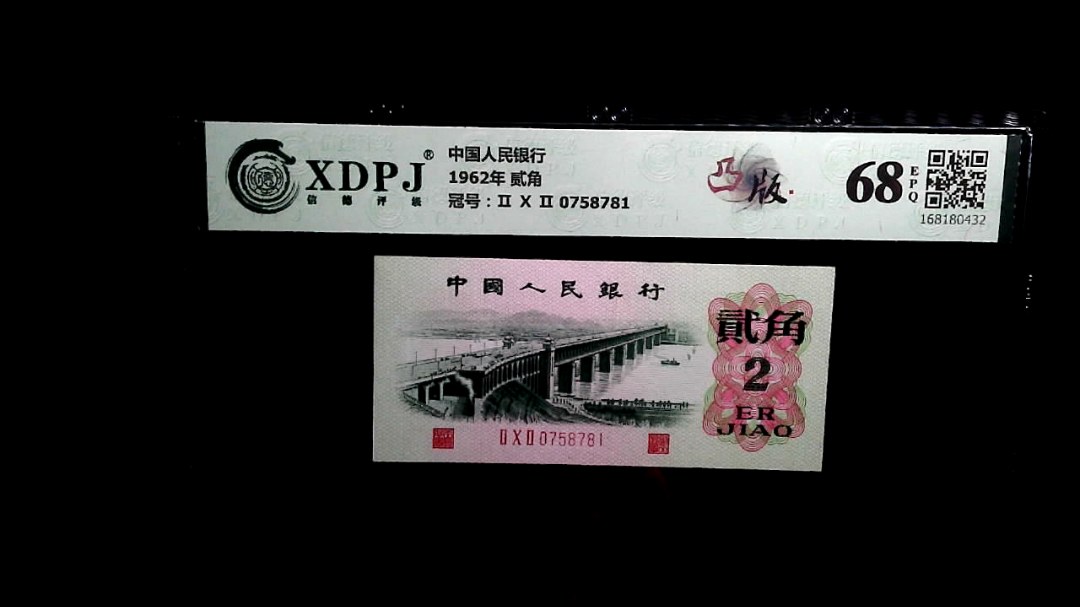 XDPJ®
信德评级
中国人民银行
1962年 贰角
冠号：Ⅱ Ⅹ Ⅱ 0758781
凸版
68
EPQ
168180432
中國人民銀行
貳角
2
ER
JIAO
ⅡⅩⅡ0758781